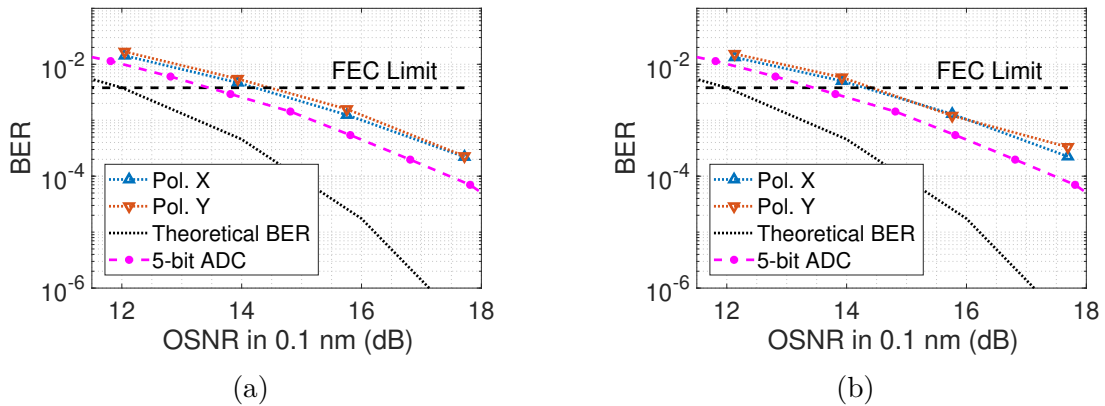 10^-2
FEC Limit
BER
10^-4
Pol. X
Pol. Y
Theoretical BER
5-bit ADC
10^-6
12 14 16 18
OSNR in 0.1 nm (dB)
(a)
10^-2
FEC Limit
BER
10^-4
Pol. X
Pol. Y
Theoretical BER
5-bit ADC
10^-6
12 14 16 18
OSNR in 0.1 nm (dB)
(b)